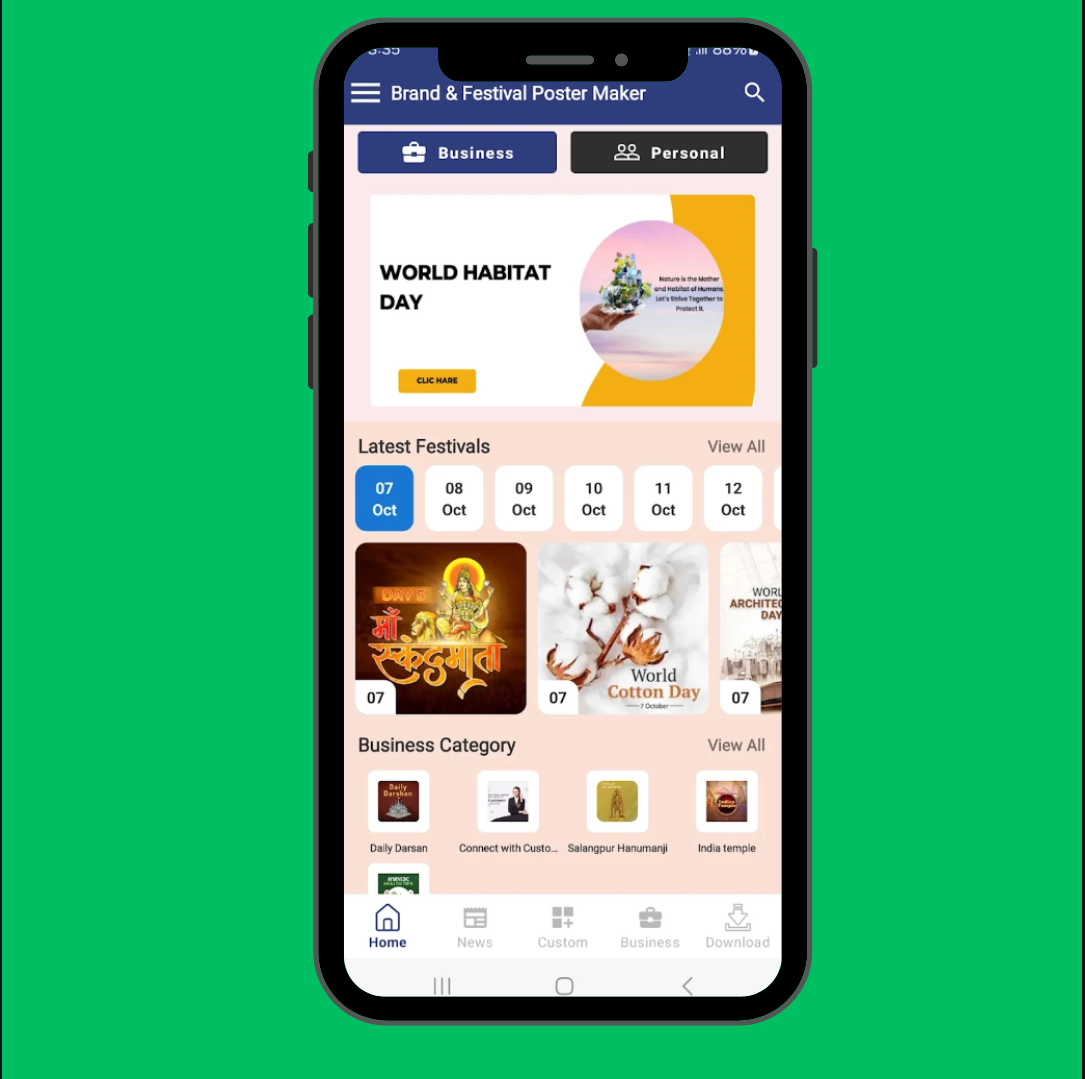 88%
Brand & Festival Poster Maker
Business
Personal
WORLD HABITAT
DAY
Nature is the Mother
and Habitat of Humans.
Let's Strive Together to
Protect it.
CLIC HARE
Latest Festivals
View All
07
Oct
08
Oct
09
Oct
10
Oct
11
Oct
12
Oct
DAY 5
माँ
स्कंदमाता
07
World
Cotton Day
7 October
07
WORL
ARCHITEC
DAY
07
Business Category
View All
Daily
Darshan
Customer
Indian
Temple
Daily Darsan
Connect with Custo...
Salangpur Hanumanji
India temple
Home
News
Custom
Business
Download